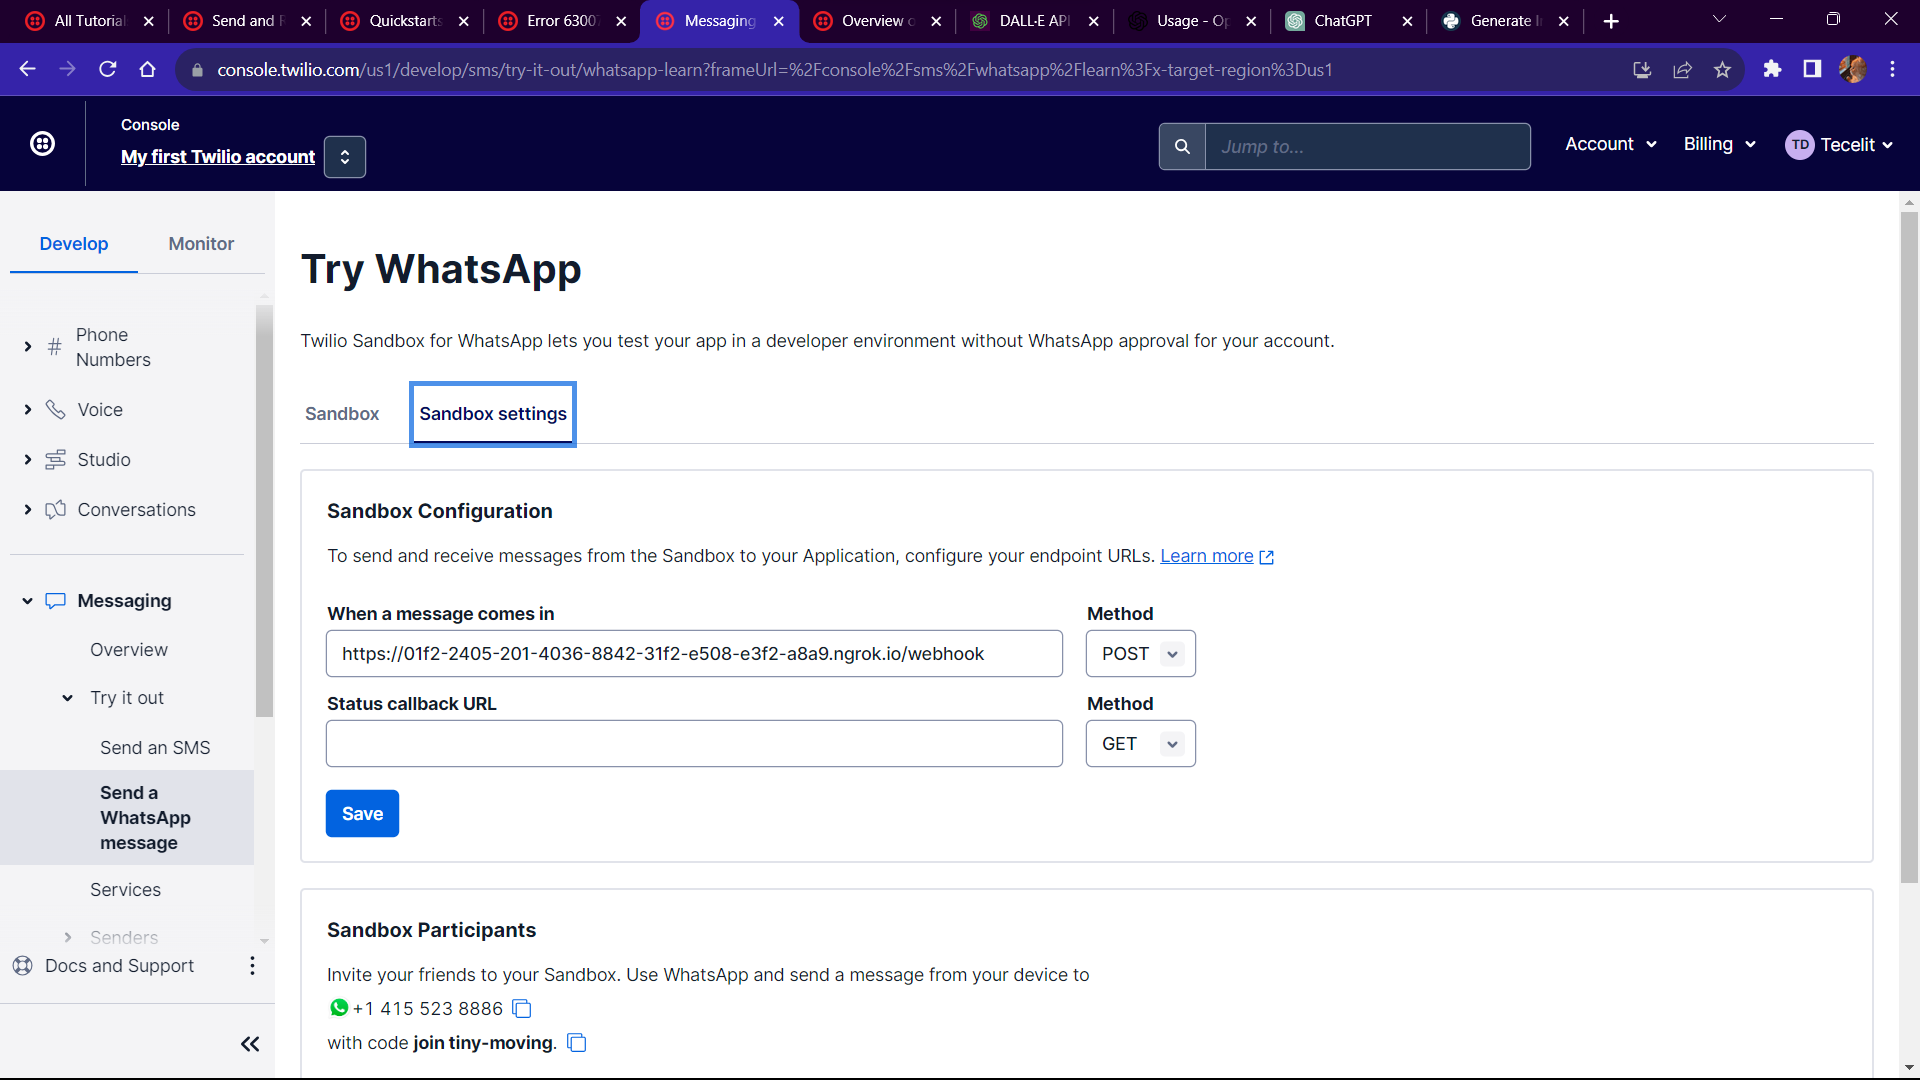 All Tutorial
Send and R
Quickstarts
Error 63007
Messaging
Overview o
DALL·E API
Usage - Op
ChatGPT
Generate I
console.twilio.com/us1/develop/sms/try-it-out/whatsapp-learn?frameUrl=%2Fconsole%2Fsms%2Fwhatsapp%2Flearn%3Fx-target-region%3Dus1
Console
My first Twilio account
Jump to...
Account
Billing
TD
Tecelit
Develop
Monitor
Phone
Numbers
Voice
Studio
Conversations
Messaging
Overview
Try it out
Send an SMS
Send a
WhatsApp
message
Services
Senders
Docs and Support
Try WhatsApp
Twilio Sandbox for WhatsApp lets you test your app in a developer environment without WhatsApp approval for your account.
Sandbox
Sandbox settings
Sandbox Configuration
To send and receive messages from the Sandbox to your Application, configure your endpoint URLs. Learn more
When a message comes in
Method
https://01f2-2405-201-4036-8842-31f2-e508-e3f2-a8a9.ngrok.io/webhook
POST
Status callback URL
Method
GET
Save
Sandbox Participants
Invite your friends to your Sandbox. Use WhatsApp and send a message from your device to
+1 415 523 8886
with code join tiny-moving.